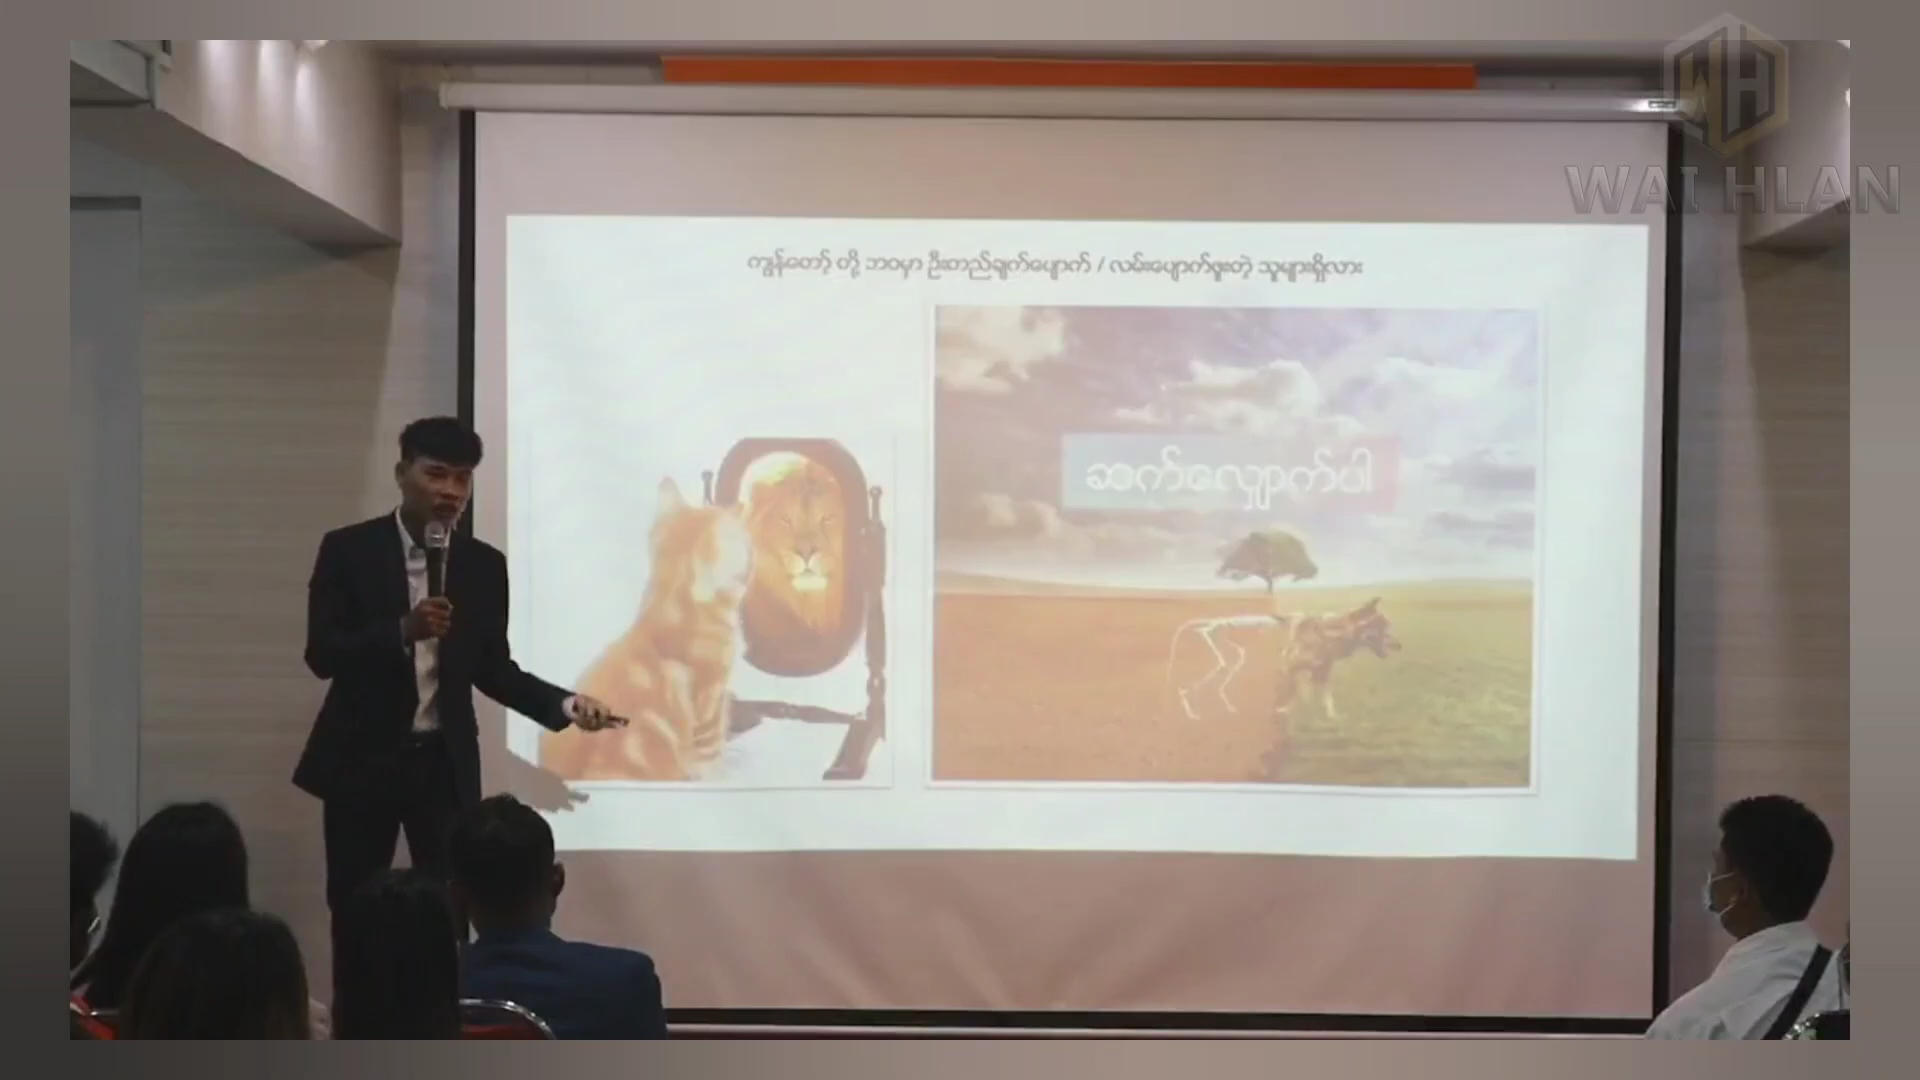 WH
WAI HLAN
ကျွန်တော် တို့ ဘဝမှာ ဦးတည်ချက်ပျောက် / လမ်းပျောက်ဖူးတဲ့ သူများရှိလား
ဆက်လျှောက်ပါ